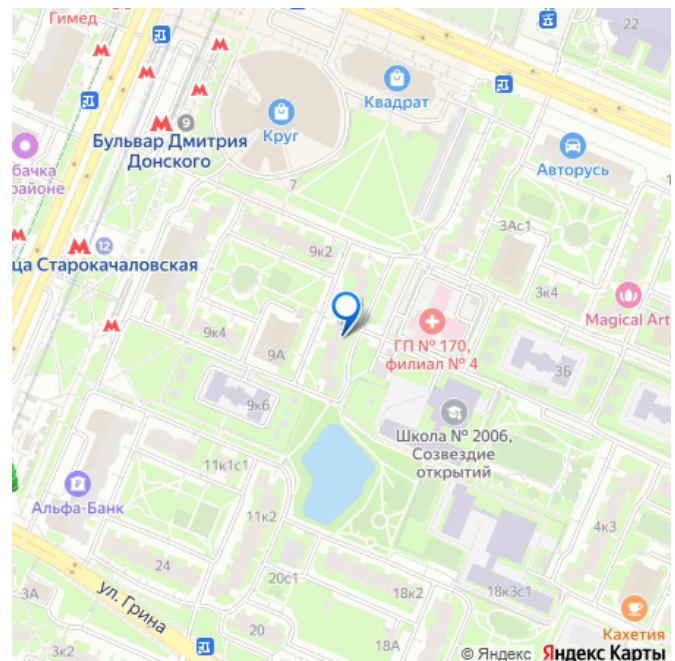 Гимед
22
Квадрат
Круг
9
Бульвар Дмитрия
Донского
Авторусь
бачка
районе
7
1
3Ас1
12
ца Старокачаловская
9к2
3к4
Magical Art
9к4
9А
ГП № 170,
филиал № 4
3Б
9к6
Школа № 2006,
Созвездие
открытий
11к1с1
Альфа-Банк
11к2
4к3
24
20с1
ул. Грина
18к2
18к3с1
3А
20
Кахетия
3к2
18А
© Яндекс Яндекс Карты